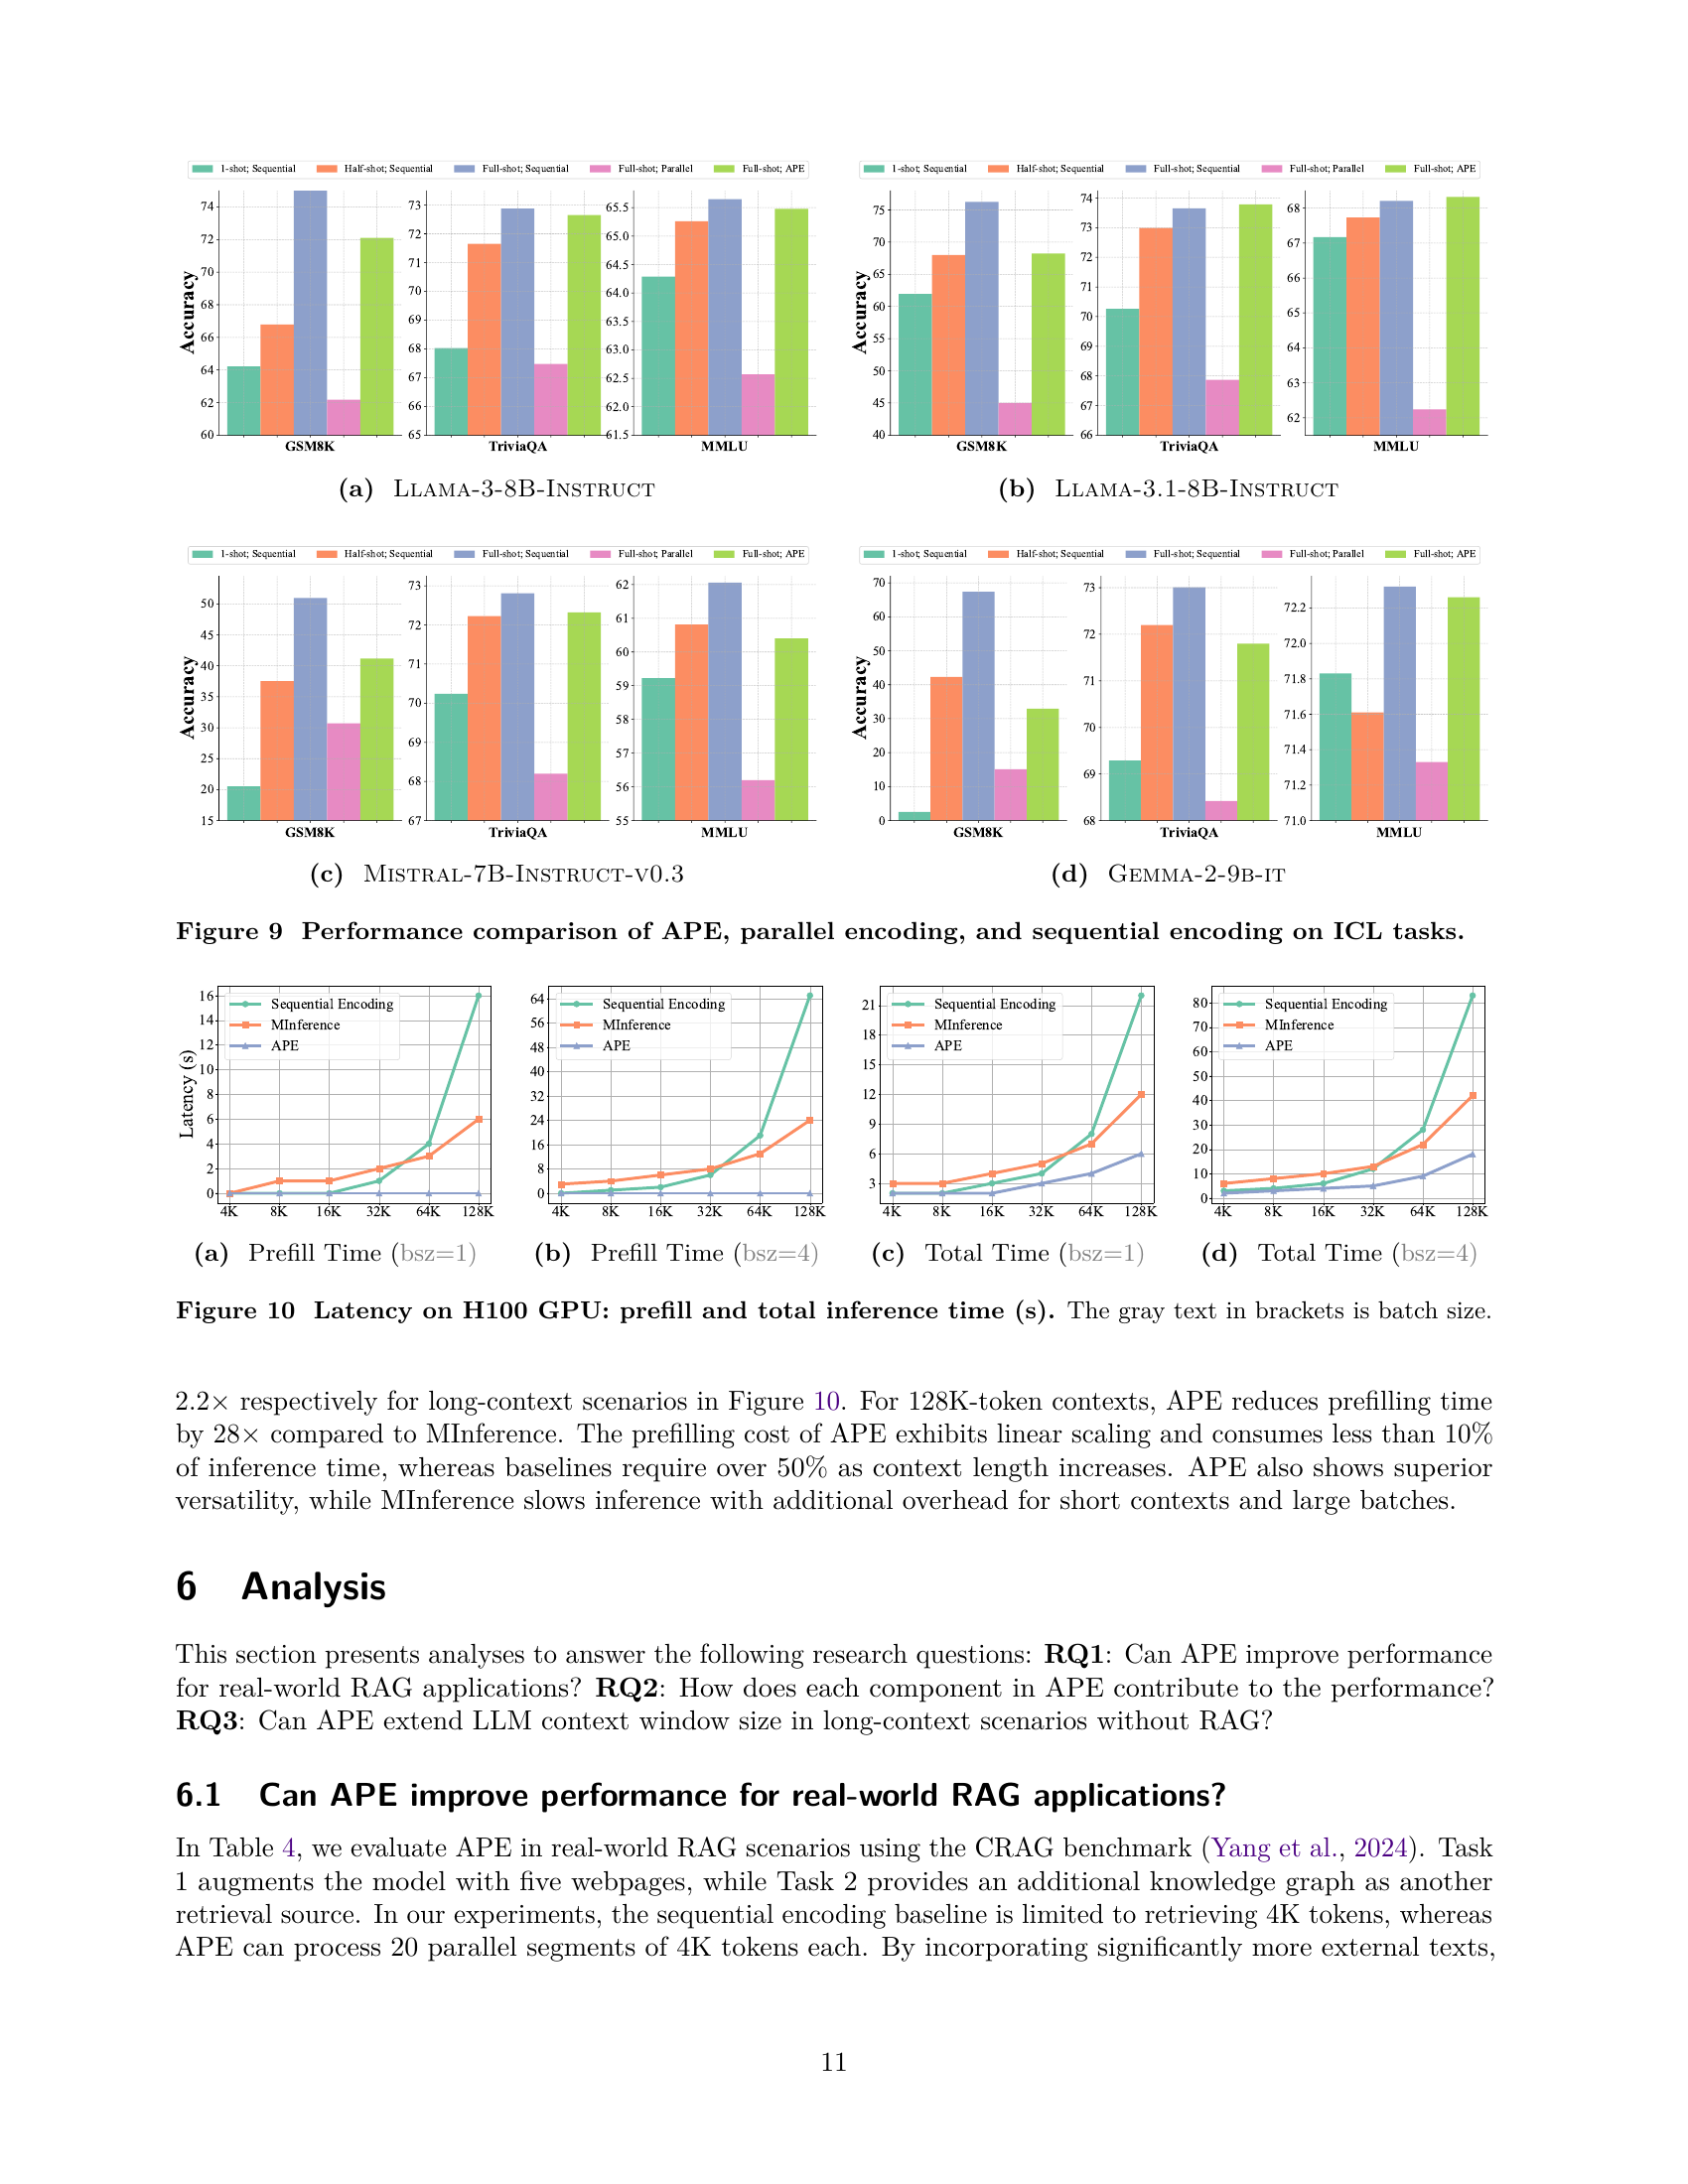 1-shot; Sequential Half-shot; Sequential Full-shot; Sequential Full-shot; Parallel Full-shot; APE
Accuracy
74
72
70
68
66
64
62
60
GSM8K
73
72
71
70
69
68
67
66
65
TriviaQA
65.5
65.0
64.5
64.0
63.5
63.0
62.5
62.0
61.5
MMLU
(a) Llama-3-8B-Instruct
1-shot; Sequential Half-shot; Sequential Full-shot; Sequential Full-shot; Parallel Full-shot; APE
Accuracy
75
70
65
60
55
50
45
40
GSM8K
74
73
72
71
70
69
68
67
66
TriviaQA
68
67
66
65
64
63
62
MMLU
(b) Llama-3.1-8B-Instruct
1-shot; Sequential Half-shot; Sequential Full-shot; Sequential Full-shot; Parallel Full-shot; APE
Accuracy
50
45
40
35
30
25
20
15
GSM8K
73
72
71
70
69
68
67
TriviaQA
62
61
60
59
58
57
56
55
MMLU
(c) Mistral-7B-Instruct-v0.3
1-shot; Sequential Half-shot; Sequential Full-shot; Sequential Full-shot; Parallel Full-shot; APE
Accuracy
70
60
50
40
30
20
10
0
GSM8K
73
72
71
70
69
68
TriviaQA
72.2
72.0
71.8
71.6
71.4
71.2
71.0
MMLU
(d) Gemma-2-9b-it
Figure 9 Performance comparison of APE, parallel encoding, and sequential encoding on ICL tasks.
Latency (s)
16
14
12
10
8
6
4
2
0
Sequential Encoding
MInference
APE
4K 8K 16K 32K 64K 128K
(a) Prefill Time (bsz=1)
64
56
48
40
32
24
16
8
0
Sequential Encoding
MInference
APE
4K 8K 16K 32K 64K 128K
(b) Prefill Time (bsz=4)
21
18
15
12
9
6
3
Sequential Encoding
MInference
APE
4K 8K 16K 32K 64K 128K
(c) Total Time (bsz=1)
80
70
60
50
40
30
20
10
0
Sequential Encoding
MInference
APE
4K 8K 16K 32K 64K 128K
(d) Total Time (bsz=4)
Figure 10 Latency on H100 GPU: prefill and total inference time (s). The gray text in brackets is batch size.
2.2× respectively for long-context scenarios in Figure 10. For 128K-token contexts, APE reduces prefilling time
by 28× compared to MInference. The prefilling cost of APE exhibits linear scaling and consumes less than 10%
of inference time, whereas baselines require over 50% as context length increases. APE also shows superior
versatility, while MInference slows inference with additional overhead for short contexts and large batches.
6 Analysis
This section presents analyses to answer the following research questions: RQ1: Can APE improve performance
for real-world RAG applications? RQ2: How does each component in APE contribute to the performance?
RQ3: Can APE extend LLM context window size in long-context scenarios without RAG?
6.1 Can APE improve performance for real-world RAG applications?
In Table 4, we evaluate APE in real-world RAG scenarios using the CRAG benchmark (Yang et al., 2024). Task
1 augments the model with five webpages, while Task 2 provides an additional knowledge graph as another
retrieval source. In our experiments, the sequential encoding baseline is limited to retrieving 4K tokens, whereas
APE can process 20 parallel segments of 4K tokens each. By incorporating significantly more external texts,
11